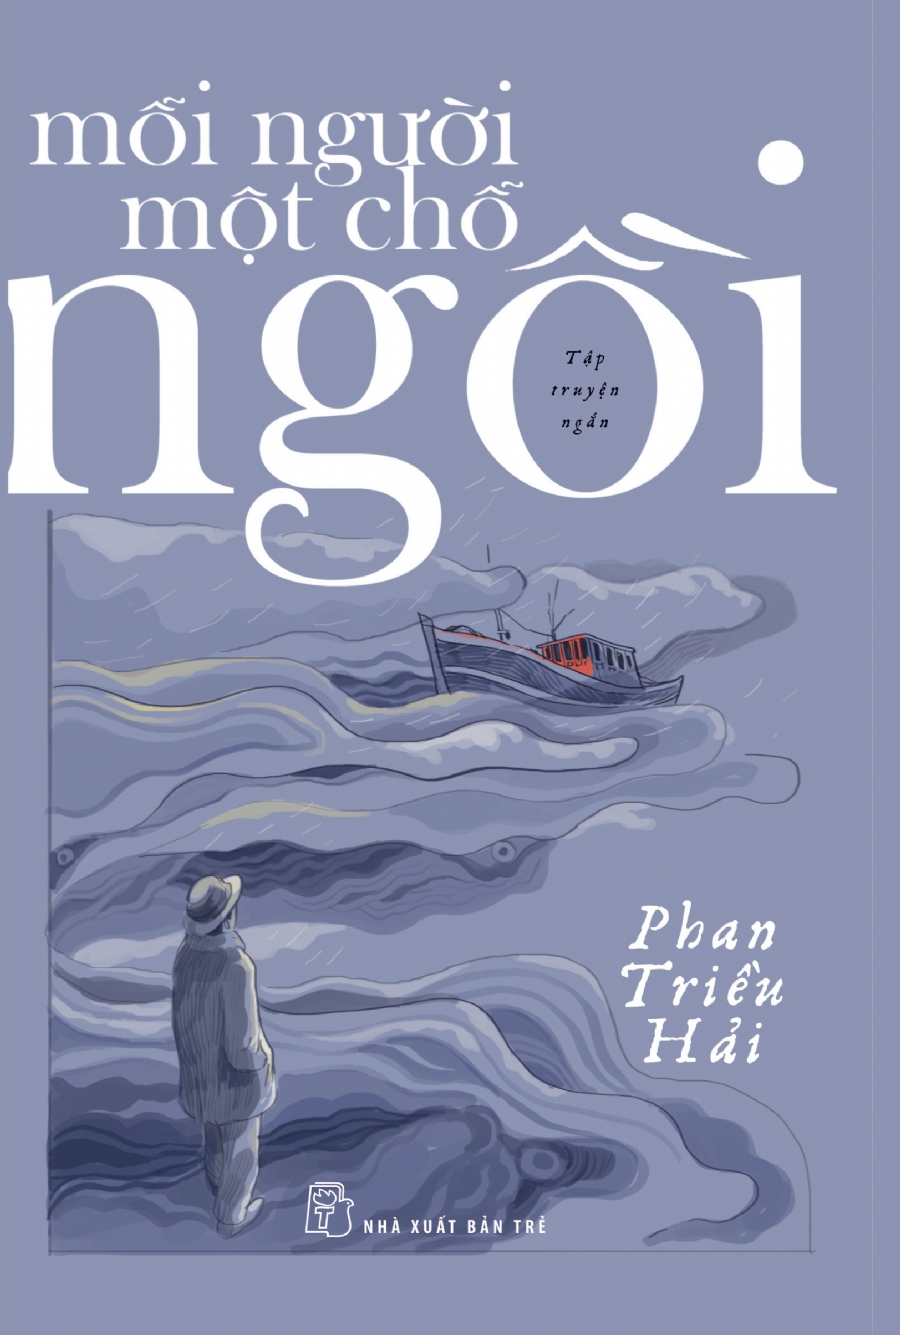 mỗi người
một chỗ
ngồi
Tập
truyện
ngắn
Phan
Triều
Hải
T
NHÀ XUẤT BẢN TRẺ